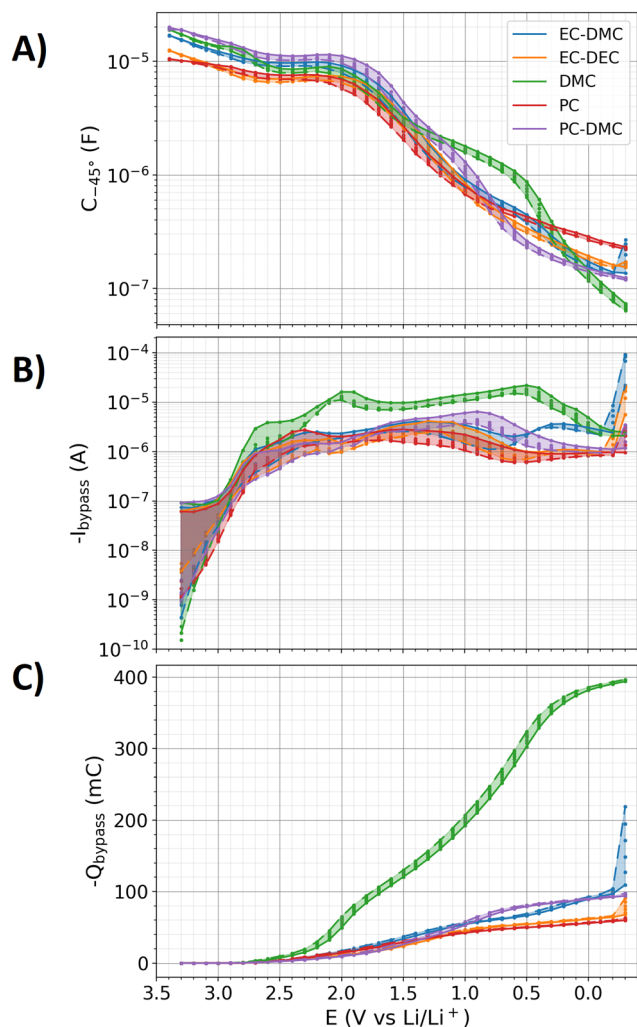 A)
C₋₄₅° (F)
10⁻⁵
10⁻⁶
10⁻⁷
EC-DMC
EC-DEC
DMC
PC
PC-DMC
B)
-I_bypass (A)
10⁻⁴
10⁻⁵
10⁻⁶
10⁻⁷
10⁻⁸
10⁻⁹
10⁻¹⁰
C)
-Q_bypass (mC)
400
300
200
100
0
3.5 3.0 2.5 2.0 1.5 1.0 0.5 0.0
E (V vs Li/Li⁺)